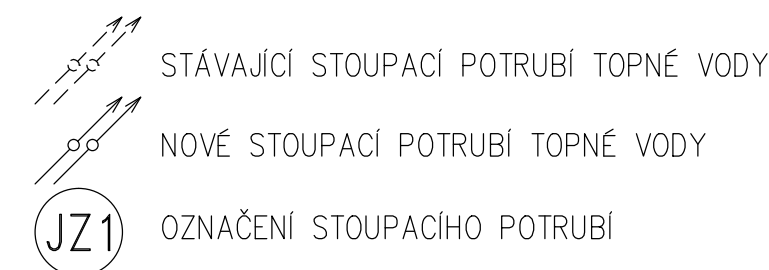 STÁVAJÍCÍ STOUPACÍ POTRUBÍ TOPNÉ VODY
NOVÉ STOUPACÍ POTRUBÍ TOPNÉ VODY
JZ1 OZNAČENÍ STOUPACÍHO POTRUBÍ